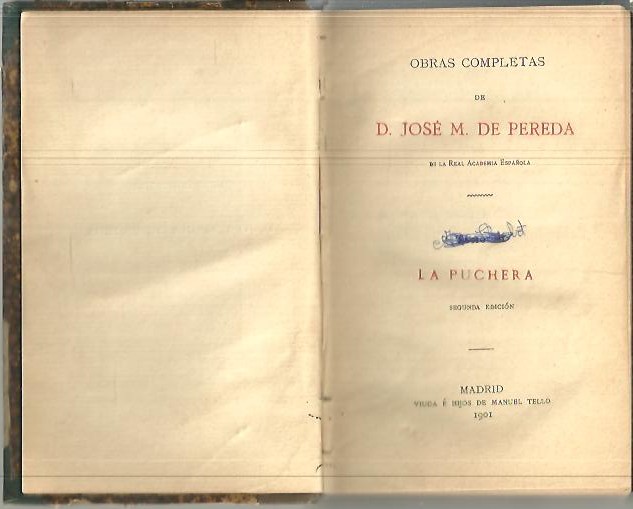 OBRAS COMPLETAS
DE
D. JOSÉ M. DE PEREDA
DE LA REAL ACADEMIA ESPAÑOLA
LA PUCHERA
SEGUNDA EDICIÓN
MADRID
VIUDA É HIJOS DE MANUEL TELLO
1901